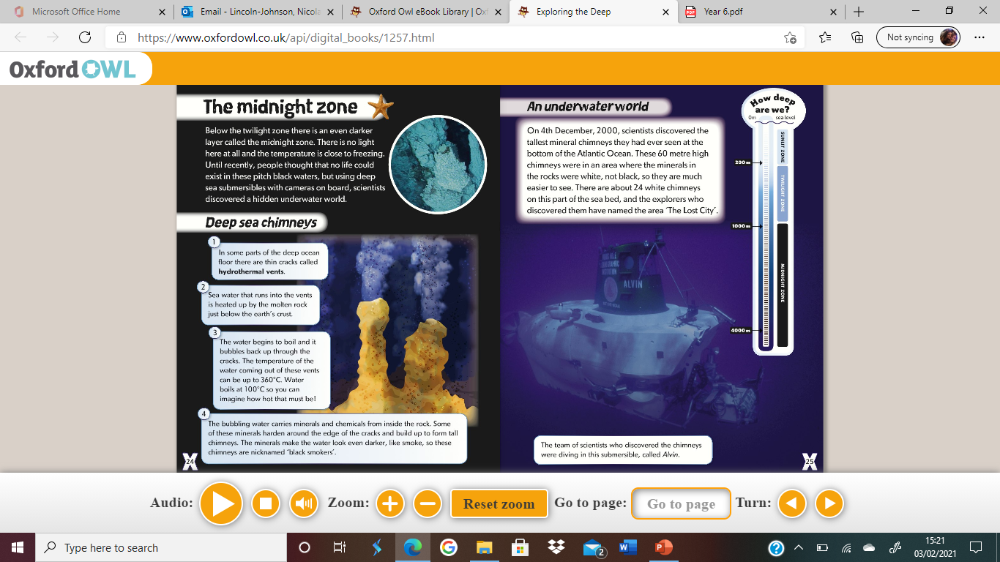 Microsoft Office Home
Email - Lincoln-Johnson, Nicola
Oxford Owl eBook Library | Ox
Exploring the Deep
Year 6.pdf
https://www.oxfordowl.co.uk/api/digital_books/1257.html
Not syncing
Oxford OWL
The midnight zone
Below the twilight zone there is an even darker
layer called the midnight zone. There is no light
here at all and the temperature is close to freezing.
Until recently, people thought that no life could
exist in these pitch black waters, but using deep
sea submersibles with cameras on board, scientists
discovered a hidden underwater world.
Deep sea chimneys
1
In some parts of the deep ocean
floor there are thin cracks called
hydrothermal vents.
2
Sea water that runs into the vents
is heated up by the molten rock
just below the earth's crust.
3
The water begins to boil and it
bubbles back up through the
cracks. The temperature of the
water coming out of these vents
can be up to 360°C. Water
boils at 100°C so you can
imagine how hot that must be!
4
The bubbling water carries minerals and chemicals from inside the rock. Some
of these minerals harden around the edge of the cracks and build up to form tall
chimneys. The minerals make the water look even darker, like smoke, so these
chimneys are nicknamed 'black smokers'.
24
An underwater world
On 4th December, 2000, scientists discovered the
tallest mineral chimneys they had ever seen at the
bottom of the Atlantic Ocean. These 60 metre high
chimneys were in an area where the minerals in
the rocks were white, not black, so they are much
easier to see. There are about 24 white chimneys
on this part of the sea bed, and the explorers who
discovered them have named the area 'The Lost City'.
How deep
are we?
0m sea level
SUNLIT ZONE
200m
TWILIGHT ZONE
1000m
MIDNIGHT ZONE
4000m
ALVIN
The team of scientists who discovered the chimneys
were diving in this submersible, called Alvin.
25
Audio:
Zoom:
Reset zoom
Go to page:
Go to page
Turn:
Type here to search
2
15:21
03/02/2021